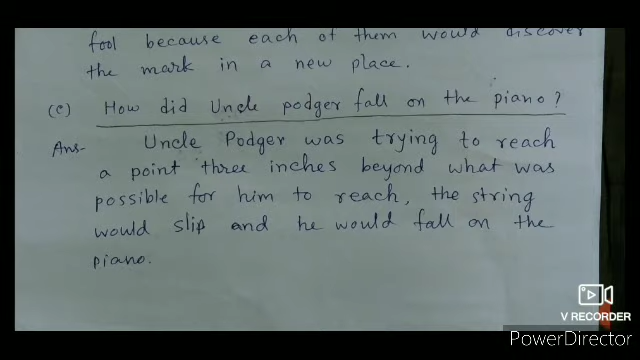 fool because each of them would discover
the mark in a new place.
(c) How did Uncle podger fall on the piano?
Ans- Uncle Podger was trying to reach
a point three inches beyond what was
possible for him to reach, the string
would slip and he would fall on the
piano.
V RECORDER
PowerDirector